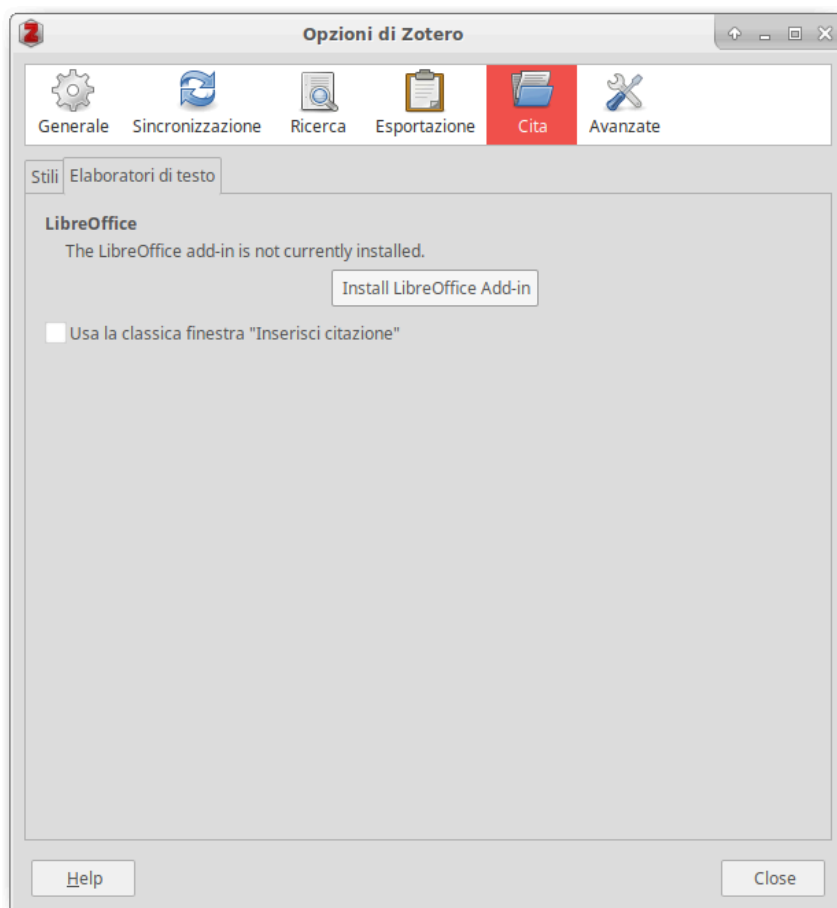 Opzioni di Zotero
Generale Sincronizzazione Ricerca Esportazione Cita Avanzate
Stili Elaboratori di testo
LibreOffice
The LibreOffice add-in is not currently installed.
Install LibreOffice Add-in
Usa la classica finestra "Inserisci citazione"
Help Close